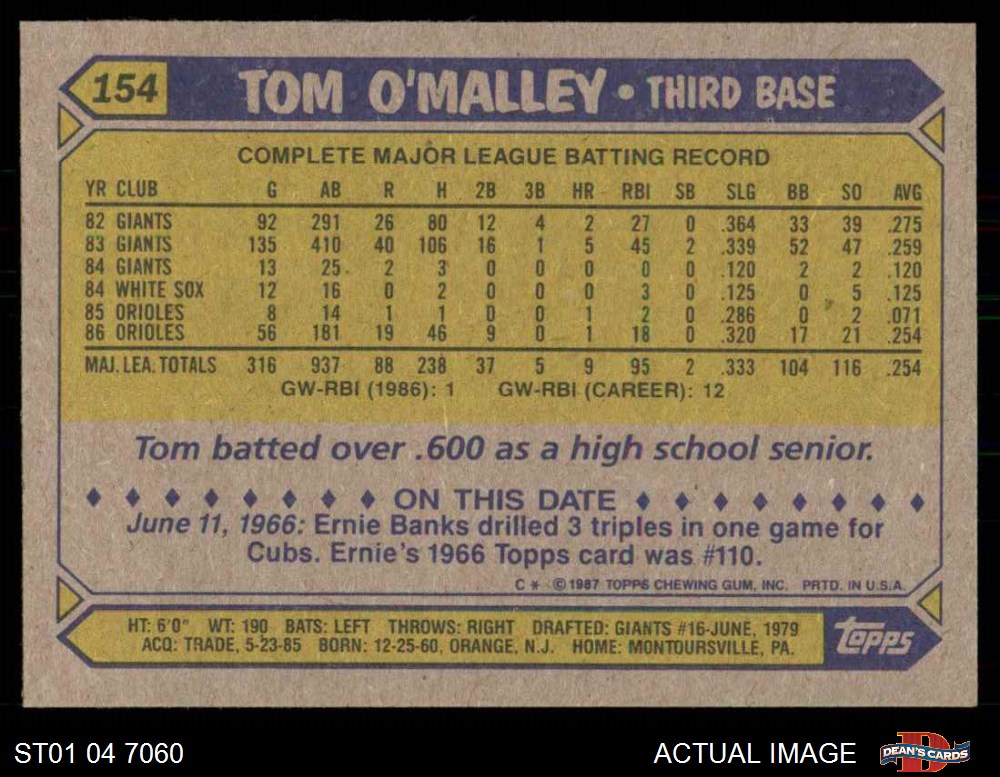 154 TOM O'MALLEY • THIRD BASE
COMPLETE MAJOR LEAGUE BATTING RECORD
YR CLUB G AB R H 2B 3B HR RBI SB SLG BB SO AVG
82 GIANTS 92 291 26 80 12 4 2 27 0 .364 33 39 .275
83 GIANTS 135 410 40 106 16 1 5 45 2 .339 52 47 .259
84 GIANTS 13 25 2 3 0 0 0 0 0 .120 2 2 .120
84 WHITE SOX 12 16 0 2 0 0 0 3 0 .125 0 5 .125
85 ORIOLES 8 14 1 1 0 0 1 2 0 .286 0 2 .071
86 ORIOLES 56 181 19 46 9 0 1 18 0 .320 17 21 .254
MAJ. LEA. TOTALS 316 937 88 238 37 5 9 95 2 .333 104 116 .254
GW-RBI (1986): 1 GW-RBI (CAREER): 12
Tom batted over .600 as a high school senior.
ON THIS DATE
June 11, 1966: Ernie Banks drilled 3 triples in one game for
Cubs. Ernie's 1966 Topps card was #110.
C * ©1987 TOPPS CHEWING GUM, INC. PRTD. IN U.S.A.
HT: 6'0" WT: 190 BATS: LEFT THROWS: RIGHT DRAFTED: GIANTS #16-JUNE, 1979
ACQ: TRADE, 5-23-85 BORN: 12-25-60, ORANGE, N.J. HOME: MONTOURSVILLE, PA.
topps
ST01 04 7060 ACTUAL IMAGE D DEAN'S CARDS